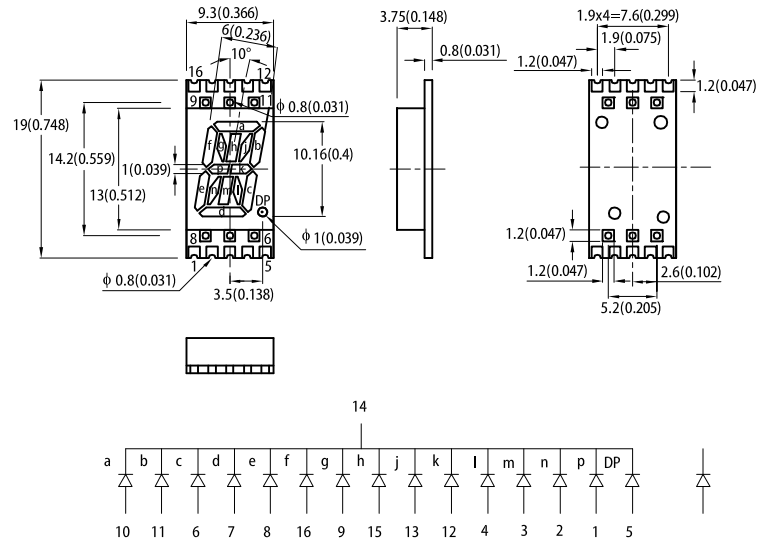 9.3(0.366)
6(0.236)
10°
16 12
9 11
ϕ 0.8(0.031)
19(0.748)
14.2(0.559)
13(0.512)
1(0.039)
10.16(0.4)
a
f g h j b
p k
e n m l c
d
DP
8 6
1 5
ϕ 1(0.039)
ϕ 0.8(0.031)
3.5(0.138)
3.75(0.148)
0.8(0.031)
1.9x4=7.6(0.299)
1.9(0.075)
1.2(0.047)
1.2(0.047)
1.2(0.047)
1.2(0.047)
2.6(0.102)
5.2(0.205)
14
a b c d e f g h j k l m n p DP
10 11 6 7 8 16 9 15 13 12 4 3 2 1 5